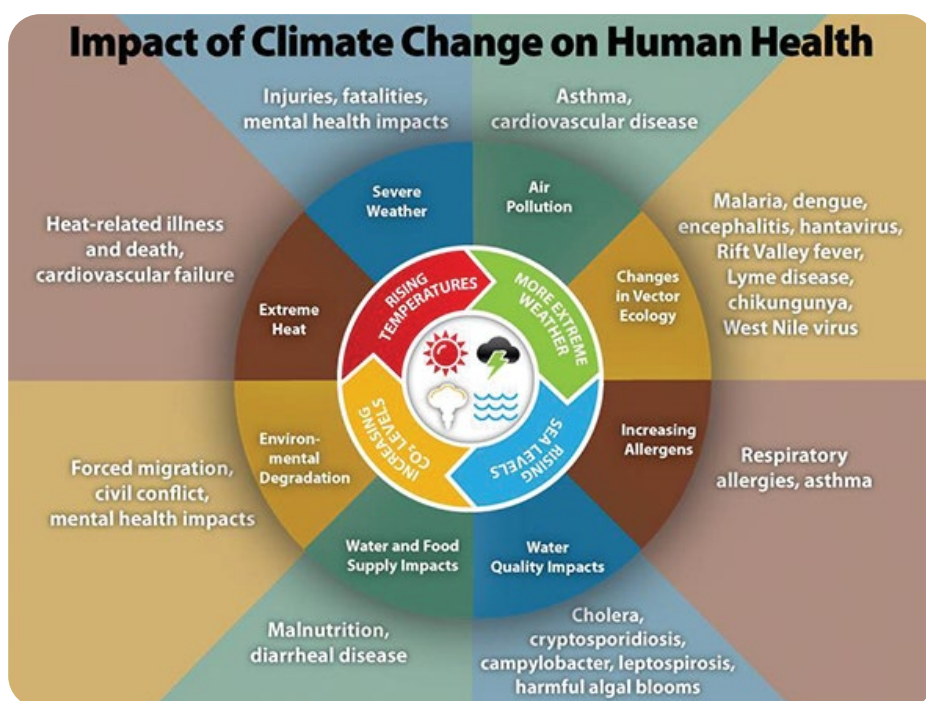 Impact of Climate Change on Human Health
Injuries, fatalities,
mental health impacts
Asthma,
cardiovascular disease
Severe
Weather
Air
Pollution
Heat-related illness
and death,
cardiovascular failure
Malaria, dengue,
encephalitis, hantavirus,
Rift Valley fever,
Lyme disease,
chikungunya,
West Nile virus
Extreme
Heat
Changes
in Vector
Ecology
RISING
TEMPERATURES
MORE EXTREME
WEATHER
INCREASING
CO₂ LEVELS
RISING
SEA LEVELS
Environ-
mental
Degradation
Increasing
Allergens
Forced migration,
civil conflict,
mental health impacts
Respiratory
allergies, asthma
Water and Food
Supply Impacts
Water
Quality Impacts
Malnutrition,
diarrheal disease
Cholera,
cryptosporidiosis,
campylobacter, leptospirosis,
harmful algal blooms